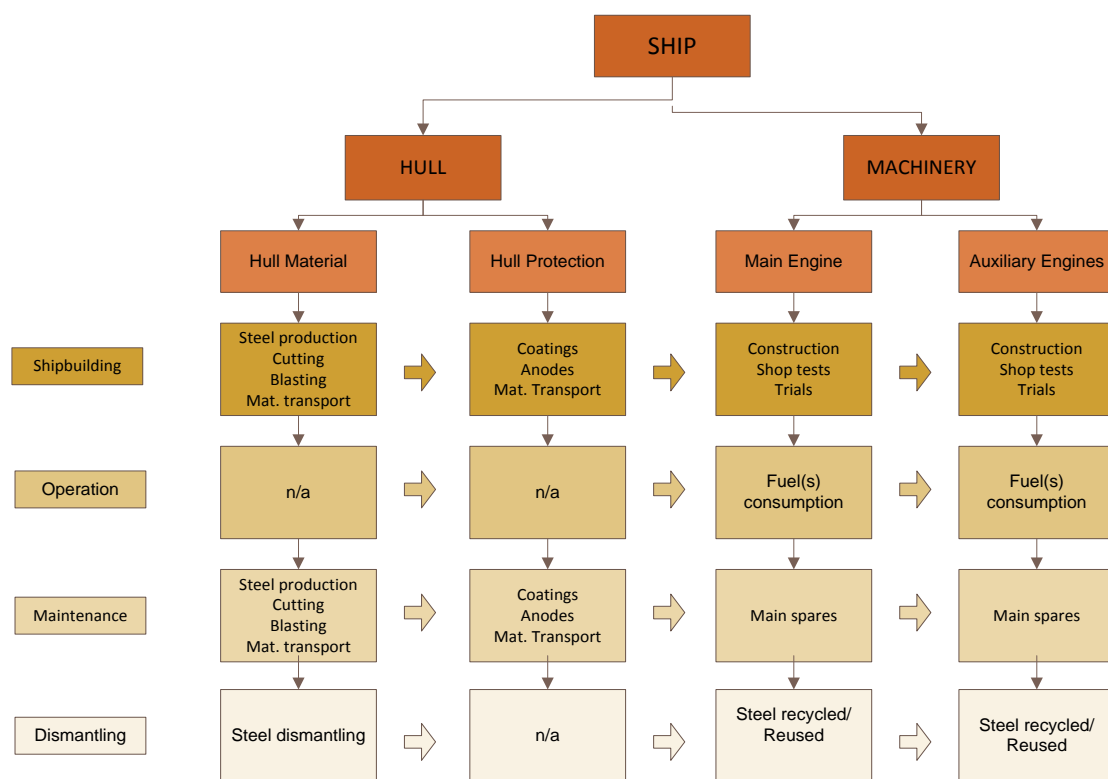 SHIP
HULL
MACHINERY
Hull Material
Hull Protection
Main Engine
Auxiliary Engines
Shipbuilding
Steel production
Cutting
Blasting
Mat. transport
Coatings
Anodes
Mat. Transport
Construction
Shop tests
Trials
Construction
Shop tests
Trials
Operation
n/a
n/a
Fuel(s)
consumption
Fuel(s)
consumption
Maintenance
Steel production
Cutting
Blasting
Mat. transport
Coatings
Anodes
Mat. Transport
Main spares
Main spares
Dismantling
Steel dismantling
n/a
Steel recycled/
Reused
Steel recycled/
Reused